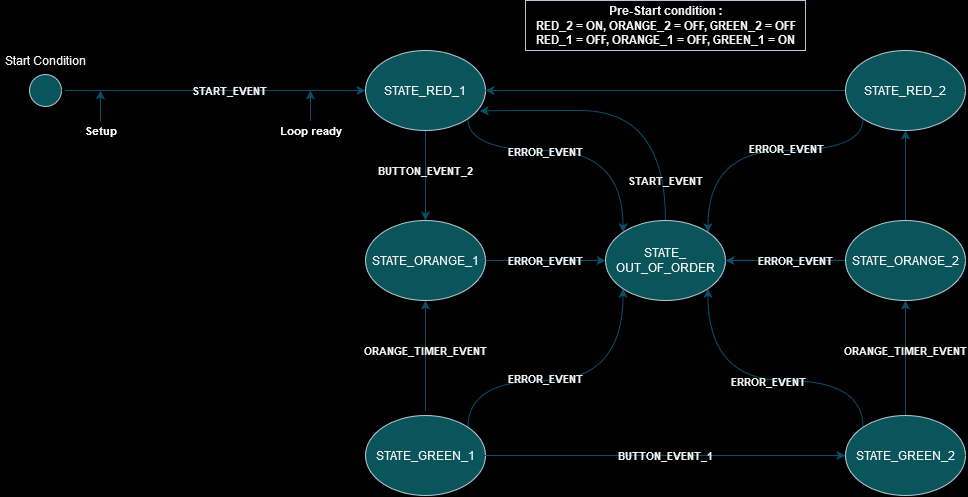 Pre-Start condition :
RED_2 = ON, ORANGE_2 = OFF, GREEN_2 = OFF
RED_1 = OFF, ORANGE_1 = OFF, GREEN_1 = ON
Start Condition
START_EVENT
STATE_RED_1
STATE_RED_2
Setup
Loop ready
ERROR_EVENT
ERROR_EVENT
BUTTON_EVENT_2
START_EVENT
STATE_ORANGE_1
ERROR_EVENT
STATE_
OUT_OF_ORDER
ERROR_EVENT
STATE_ORANGE_2
ORANGE_TIMER_EVENT
ORANGE_TIMER_EVENT
ERROR_EVENT
ERROR_EVENT
STATE_GREEN_1
BUTTON_EVENT_1
STATE_GREEN_2